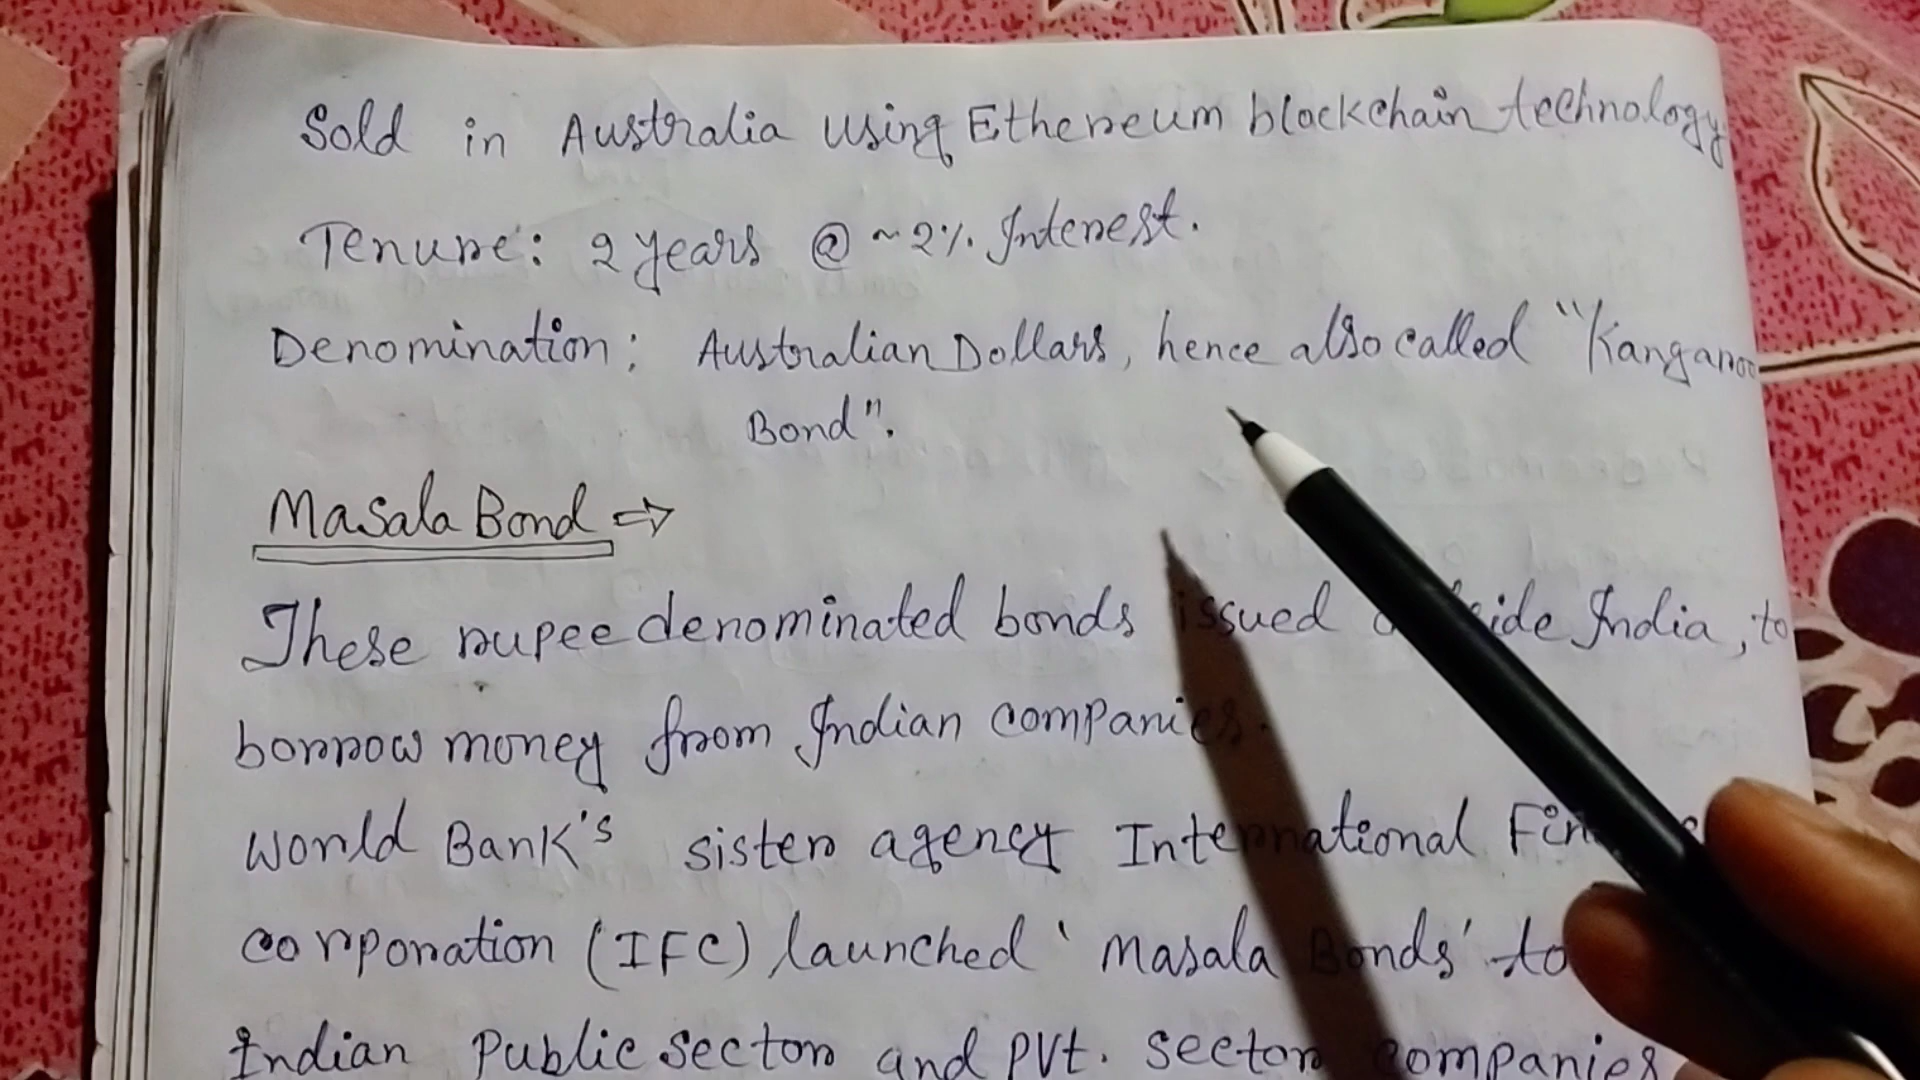 Sold in Australia using Ethereum blockchain technology
Tenure: 2 years @ ~2% Interest.
Denomination: Australian Dollars, hence also called "Kangaroo
Bond".
Masala Bond ⇒
These rupee denominated bonds issued India, to
borrow money from Indian companies.
World Bank's sister agency International
corporation (IFC) launched 'Masala Bonds' to
Indian Public sector and Pvt. sector companies